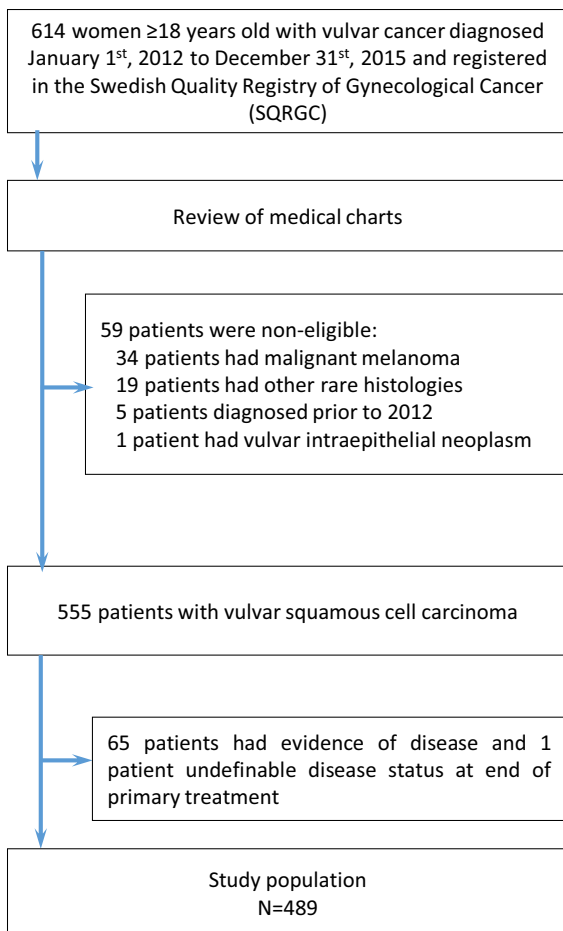 614 women ≥18 years old with vulvar cancer diagnosed
January 1st, 2012 to December 31st, 2015 and registered
in the Swedish Quality Registry of Gynecological Cancer
(SQRGC)
Review of medical charts
59 patients were non-eligible:
34 patients had malignant melanoma
19 patients had other rare histologies
5 patients diagnosed prior to 2012
1 patient had vulvar intraepithelial neoplasm
555 patients with vulvar squamous cell carcinoma
65 patients had evidence of disease and 1
patient undefinable disease status at end of
primary treatment
Study population
N=489